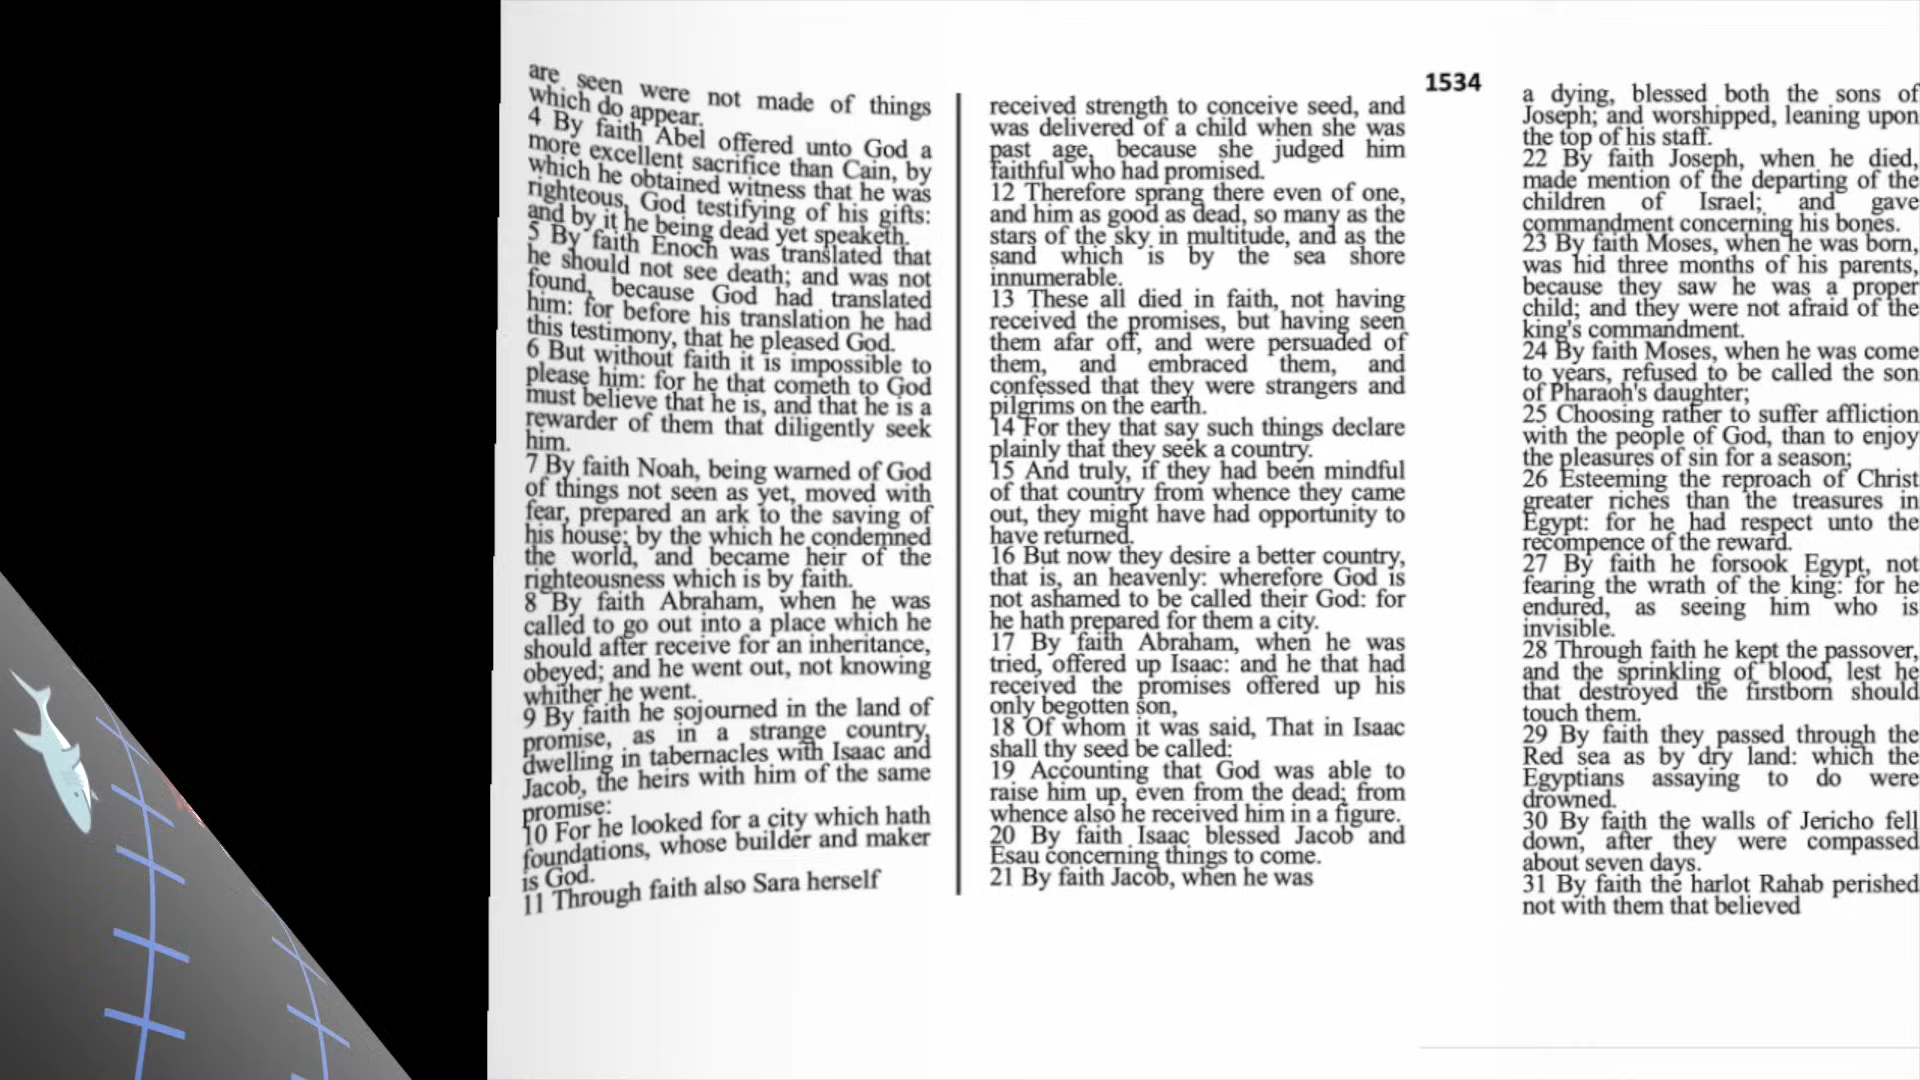 are seen were not made of things
which do appear.
4 By faith Abel offered unto God a
more excellent sacrifice than Cain, by
which he obtained witness that he was
righteous, God testifying of his gifts:
and by it he being dead yet speaketh.
5 By faith Enoch was translated that
he should not see death; and was not
found, because God had translated
him: for before his translation he had
this testimony, that he pleased God.
6 But without faith it is impossible to
please him: for he that cometh to God
must believe that he is, and that he is a
rewarder of them that diligently seek
him.
7 By faith Noah, being warned of God
of things not seen as yet, moved with
fear, prepared an ark to the saving of
his house; by the which he condemned
the world, and became heir of the
righteousness which is by faith.
8 By faith Abraham, when he was
called to go out into a place which he
should after receive for an inheritance,
obeyed; and he went out, not knowing
whither he went.
9 By faith he sojourned in the land of
promise, as in a strange country,
dwelling in tabernacles with Isaac and
Jacob, the heirs with him of the same
promise:
10 For he looked for a city which hath
foundations, whose builder and maker
is God.
11 Through faith also Sara herself
received strength to conceive seed, and
was delivered of a child when she was
past age, because she judged him
faithful who had promised.
12 Therefore sprang there even of one,
and him as good as dead, so many as the
stars of the sky in multitude, and as the
sand which is by the sea shore
innumerable.
13 These all died in faith, not having
received the promises, but having seen
them afar off, and were persuaded of
them, and embraced them, and
confessed that they were strangers and
pilgrims on the earth.
14 For they that say such things declare
plainly that they seek a country.
15 And truly, if they had been mindful
of that country from whence they came
out, they might have had opportunity to
have returned.
16 But now they desire a better country,
that is, an heavenly: wherefore God is
not ashamed to be called their God: for
he hath prepared for them a city.
17 By faith Abraham, when he was
tried, offered up Isaac: and he that had
received the promises offered up his
only begotten son,
18 Of whom it was said, That in Isaac
shall thy seed be called:
19 Accounting that God was able to
raise him up, even from the dead; from
whence also he received him in a figure.
20 By faith Isaac blessed Jacob and
Esau concerning things to come.
21 By faith Jacob, when he was
1534
a dying, blessed both the sons of
Joseph; and worshipped, leaning upon
the top of his staff.
22 By faith Joseph, when he died,
made mention of the departing of the
children of Israel; and gave
commandment concerning his bones.
23 By faith Moses, when he was born,
was hid three months of his parents,
because they saw he was a proper
child; and they were not afraid of the
king's commandment.
24 By faith Moses, when he was come
to years, refused to be called the son
of Pharaoh's daughter;
25 Choosing rather to suffer affliction
with the people of God, than to enjoy
the pleasures of sin for a season;
26 Esteeming the reproach of Christ
greater riches than the treasures in
Egypt: for he had respect unto the
recompence of the reward.
27 By faith he forsook Egypt, not
fearing the wrath of the king: for he
endured, as seeing him who is
invisible.
28 Through faith he kept the passover,
and the sprinkling of blood, lest he
that destroyed the firstborn should
touch them.
29 By faith they passed through the
Red sea as by dry land: which the
Egyptians assaying to do were
drowned.
30 By faith the walls of Jericho fell
down, after they were compassed
about seven days.
31 By faith the harlot Rahab perished
not with them that believed